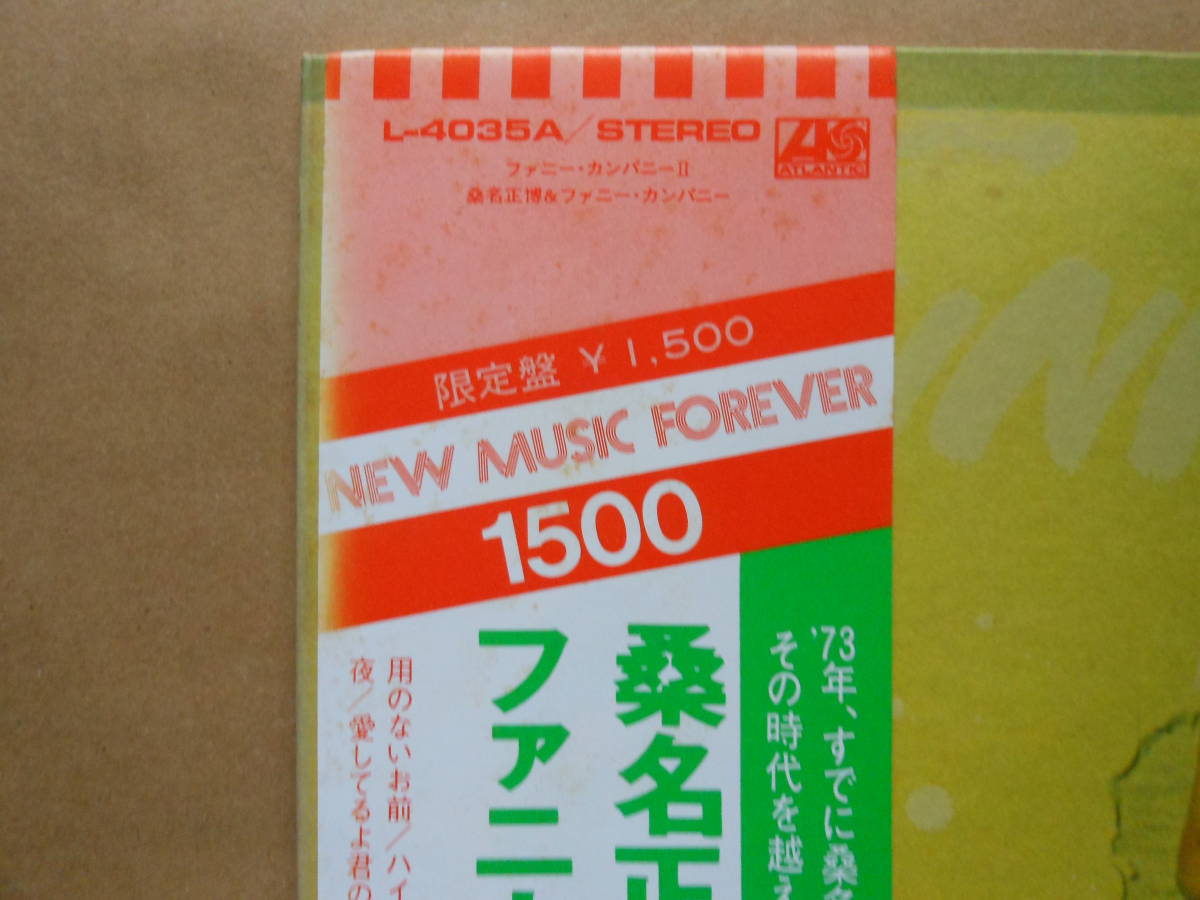 L-4035A/STEREO
ATLANTIC
ファニー・カンパニーII
桑名正博&ファニー・カンパニー
限定盤 ¥1,500
NEW MUSIC FOREVER
1500
'73年、すでに桑名
その時代を越え
桑名正
ファニー
用のないお前/ハイ
夜/愛してるよ君の